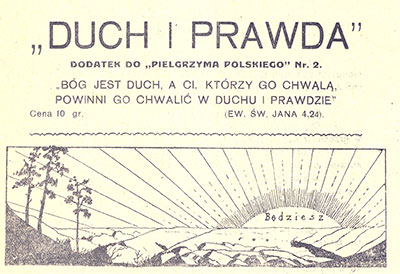 „DUCH I PRAWDA"
DODATEK DO „PIELGRZYMA POLSKIEGO" Nr. 2.
„BÓG JEST DUCH, A CI, KTÓRZY GO CHWALĄ,
POWINNI GO CHWALIĆ W DUCHU I PRAWDZIE"
Cena 10 gr. (EW. ŚW. JANA 4,24).
Będziesz